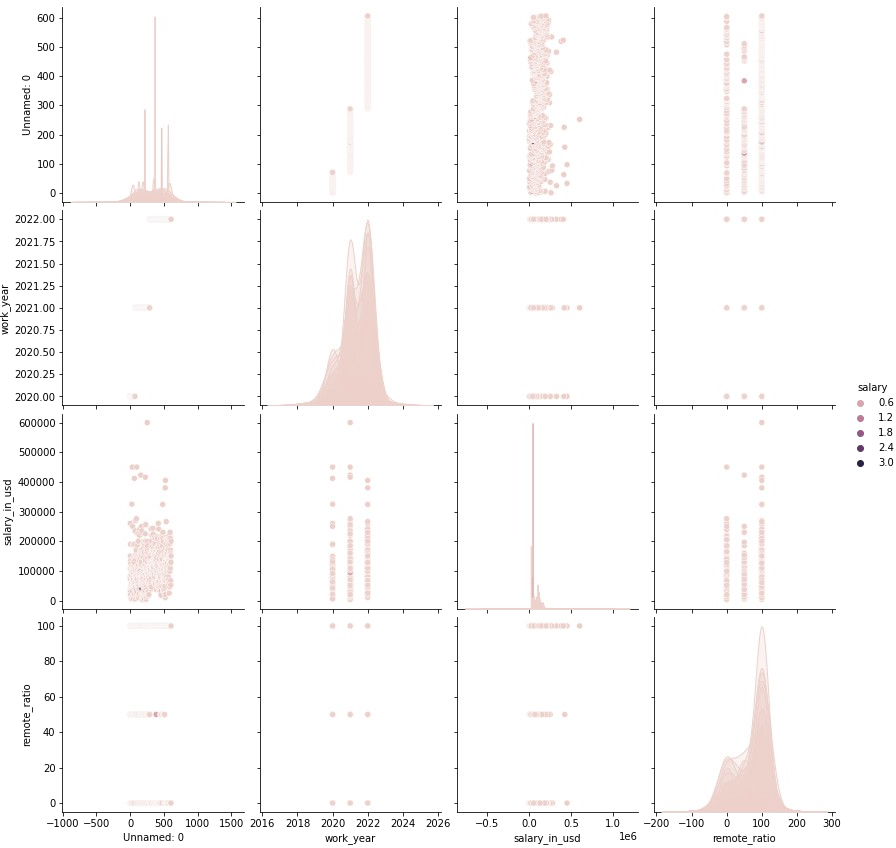 600
500
400
300
200
100
0
Unnamed: 0
2022.00
2021.75
2021.50
2021.25
2021.00
2020.75
2020.50
2020.25
2020.00
work_year
600000
500000
400000
300000
200000
100000
0
salary_in_usd
100
80
60
40
20
0
remote_ratio
−1000 −500 0 500 1000 1500
Unnamed: 0
2016 2018 2020 2022 2024 2026
work_year
−0.5 0.0 0.5 1.0
1e6
salary_in_usd
−200 −100 0 100 200 300
remote_ratio
salary
0.6
1.2
1.8
2.4
3.0